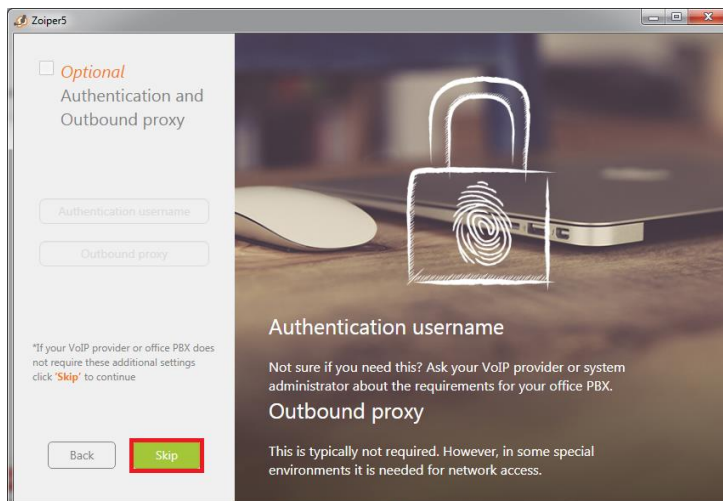 Zoiper5
Optional
Authentication and
Outbound proxy
Authentication username
Outbound proxy
*If your VoIP provider or office PBX does
not require these additional settings
click 'Skip' to continue
Back
Skip
Authentication username
Not sure if you need this? Ask your VoIP provider or system
administrator about the requirements for your office PBX.
Outbound proxy
This is typically not required. However, in some special
environments it is needed for network access.